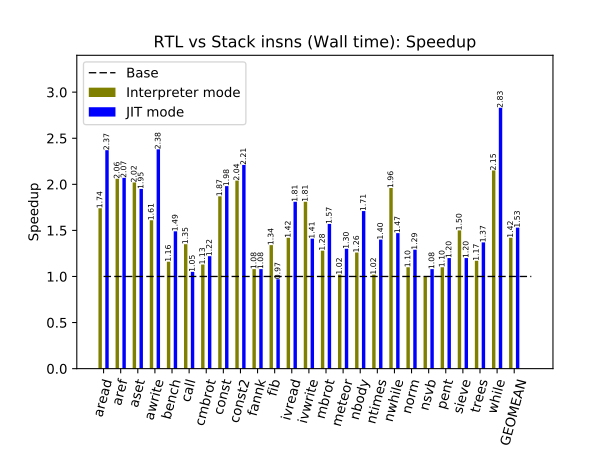 RTL vs Stack insns (Wall time): Speedup
Base
Interpreter mode
JIT mode
Speedup
3.0
2.5
2.0
1.5
1.0
0.5
0.0
1.74
2.37
2.06
2.07
2.02
1.95
1.61
2.38
1.16
1.49
1.35
1.05
1.13
1.22
1.87
1.98
2.04
2.21
1.08
1.08
1.34
0.97
1.42
1.81
1.81
1.41
1.28
1.57
1.02
1.30
1.26
1.71
1.02
1.40
1.96
1.47
1.10
1.29
1.08
1.10
1.20
1.50
1.20
1.17
1.37
2.15
2.83
1.42
1.53
aread
aref
aset
awrite
bench
call
cmbrot
const
const2
fannk
fib
ivread
ivwrite
mbrot
meteor
nbody
ntimes
nwhile
norm
nsvb
pent
sieve
trees
while
GEOMEAN